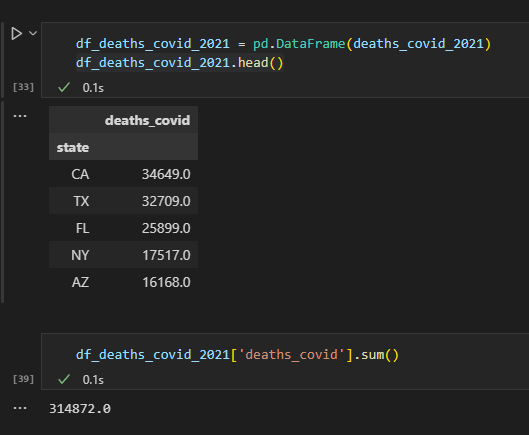 df_deaths_covid_2021 = pd.DataFrame(deaths_covid_2021)
df_deaths_covid_2021.head()
[33]
0.1s
...
deaths_covid
state
CA 34649.0
TX 32709.0
FL 25899.0
NY 17517.0
AZ 16168.0
df_deaths_covid_2021['deaths_covid'].sum()
[39]
0.1s
...
314872.0